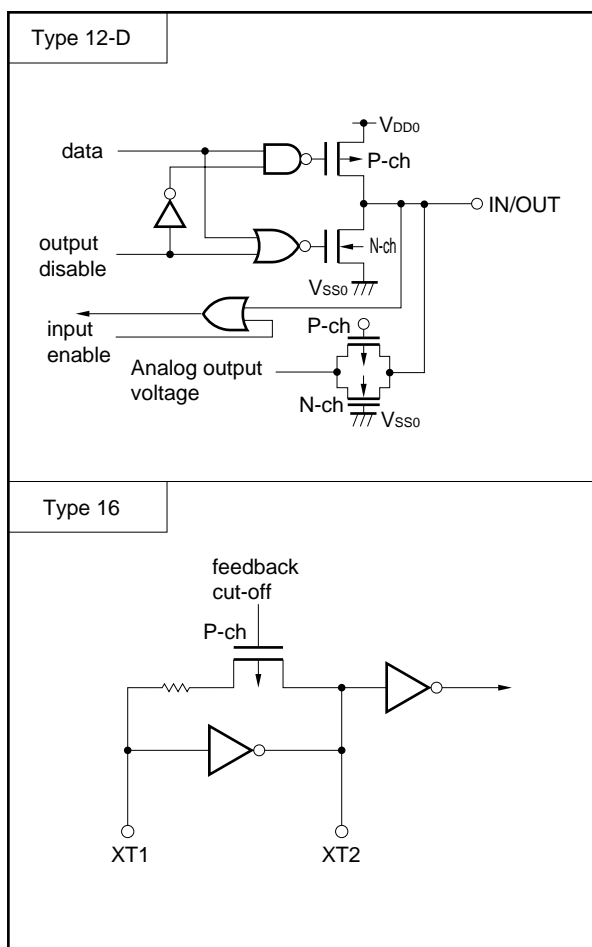 Type 12-D
VDD0
data
P-ch
IN/OUT
output
disable
N-ch
VSS0
input
enable
P-ch
Analog output
voltage
N-ch
VSS0
Type 16
feedback
cut-off
P-ch
XT1
XT2